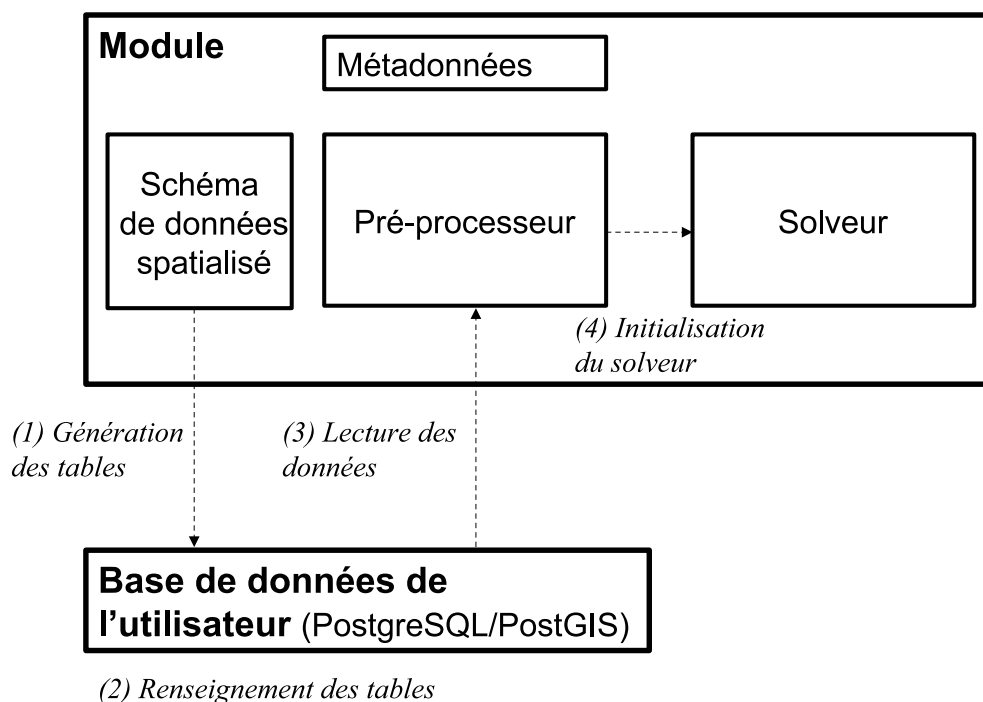 Module
Métadonnées
Schéma
de données
spatialisé
Pré-processeur
Solveur
(4) Initialisation
du solveur
(1) Génération
des tables
(3) Lecture des
données
Base de données de
l’utilisateur (PostgreSQL/PostGIS)
(2) Renseignement des tables